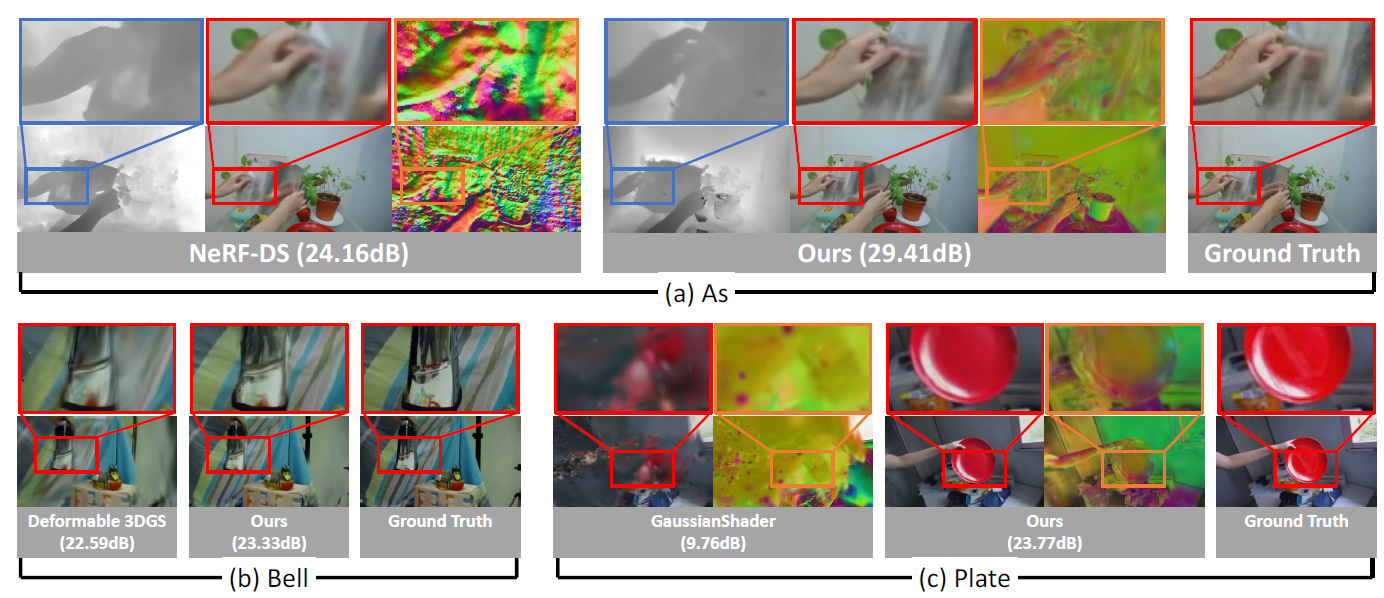 NeRF-DS (24.16dB)
Ours (29.41dB)
Ground Truth
(a) As
Deformable 3DGS
(22.59dB)
Ours
(23.33dB)
Ground Truth
(b) Bell
GaussianShader
(9.76dB)
Ours
(23.77dB)
Ground Truth
(c) Plate